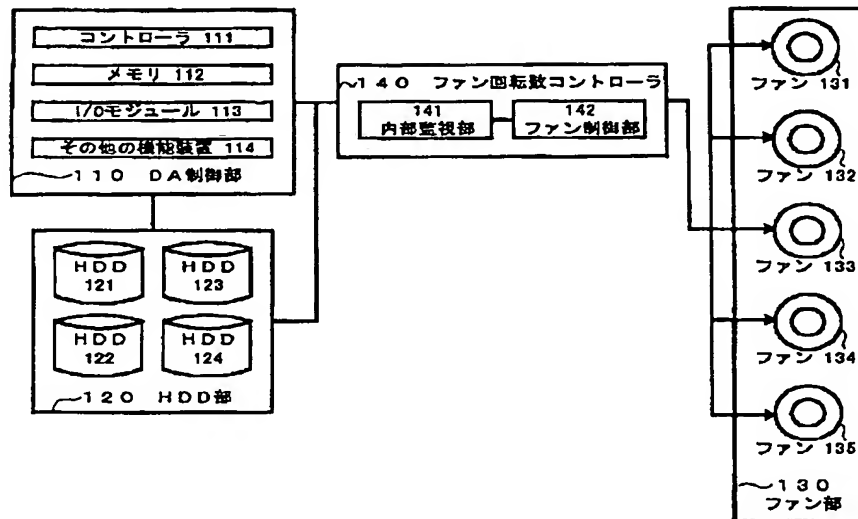 コントローラ 111
メモリ 112
I/Oモジュール 113
その他の機能装置 114
110 DA制御部
HDD
121
HDD
123
HDD
122
HDD
124
120 HDD部
140 ファン回転数コントローラ
141
内部監視部
142
ファン制御部
ファン 131
ファン 132
ファン 133
ファン 134
ファン 135
130
ファン部